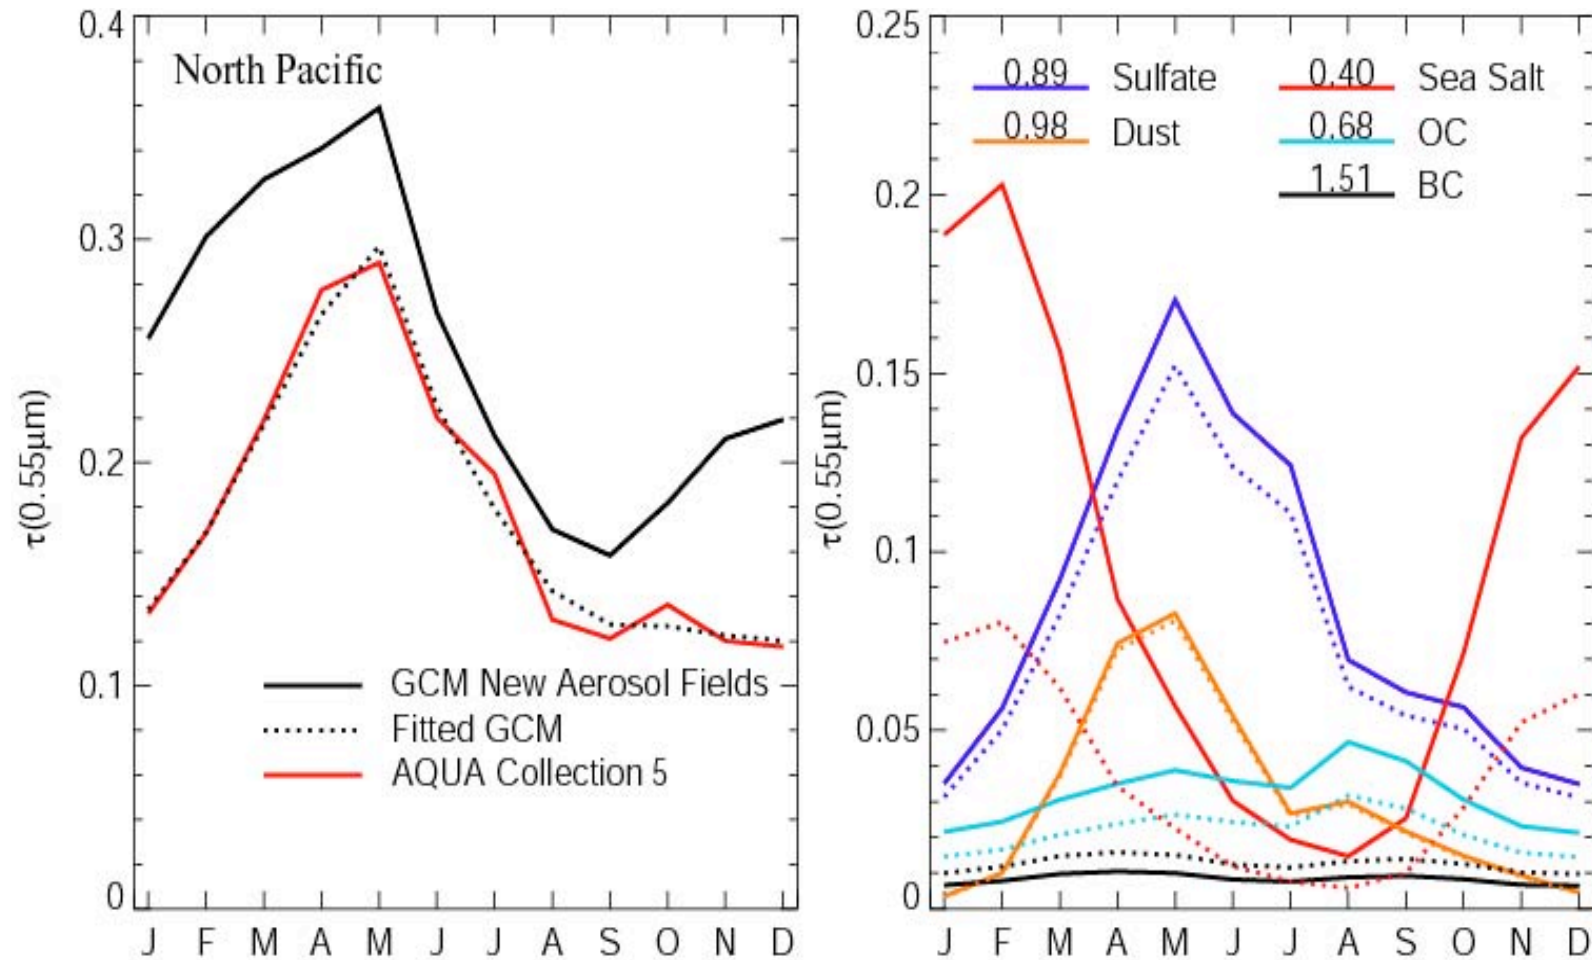 North Pacific
0.4
0.3
0.2
0.1
0
τ(0.55μm)
GCM New Aerosol Fields
Fitted GCM
AQUA Collection 5
J F M A M J J A S O N D
0.25
0.2
0.15
0.1
0.05
0
τ(0.55μm)
0.89 Sulfate
0.98 Dust
0.40 Sea Salt
0.68 OC
1.51 BC
J F M A M J J A S O N D